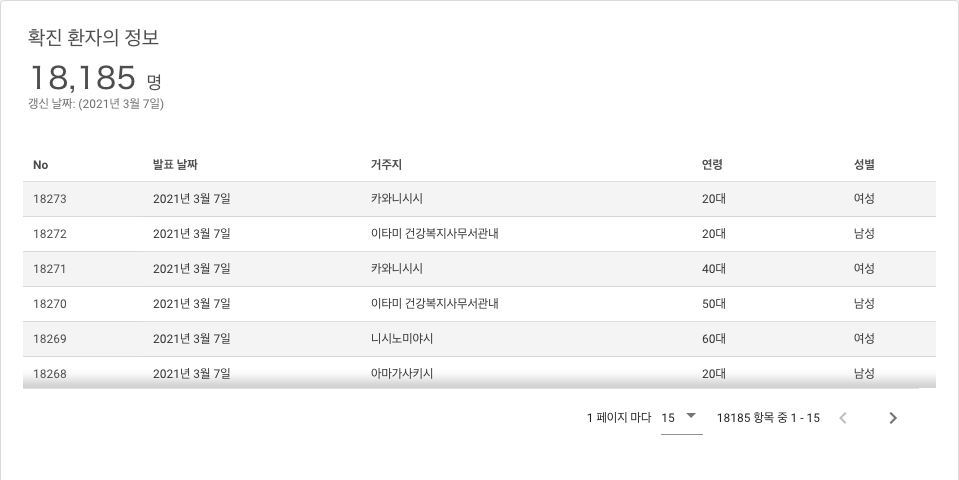 확진 환자의 정보
18,185 명
갱신 날짜: (2021년 3월 7일)
No 발표 날짜 거주지 연령 성별
18273 2021년 3월 7일 카와니시시 20대 여성
18272 2021년 3월 7일 이타미 건강복지사무서관내 20대 남성
18271 2021년 3월 7일 카와니시시 40대 여성
18270 2021년 3월 7일 이타미 건강복지사무서관내 50대 남성
18269 2021년 3월 7일 니시노미야시 60대 여성
18268 2021년 3월 7일 아마가사키시 20대 남성
1 페이지 마다 15 18185 항목 중 1 - 15